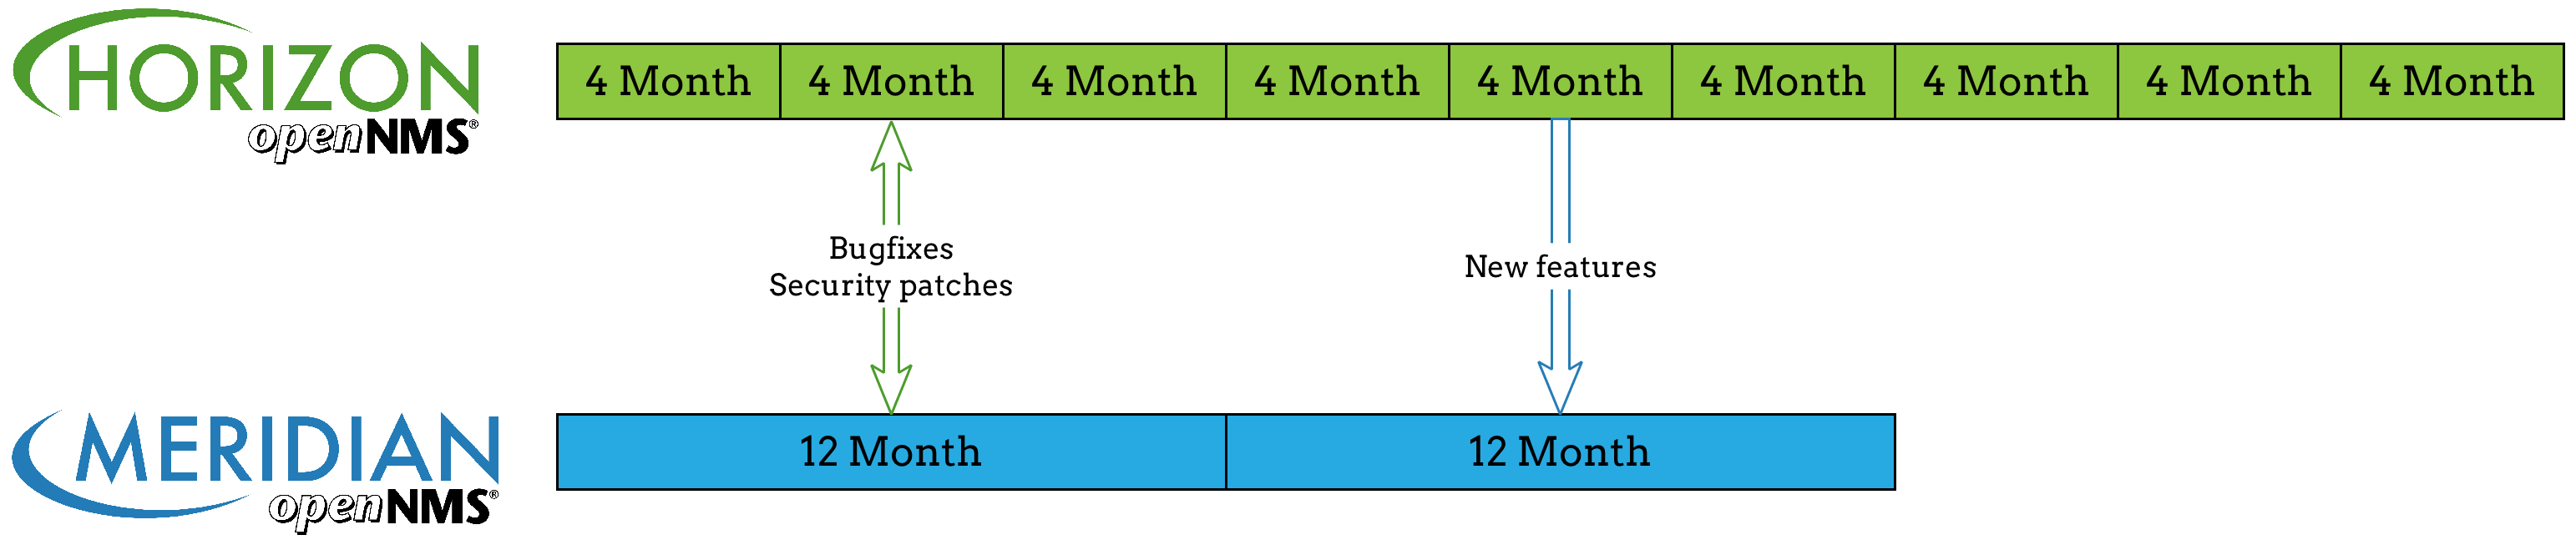 HORIZON
openNMS®
4 Month 4 Month 4 Month 4 Month 4 Month 4 Month 4 Month 4 Month 4 Month
Bugfixes
Security patches
New features
MERIDIAN
openNMS®
12 Month 12 Month